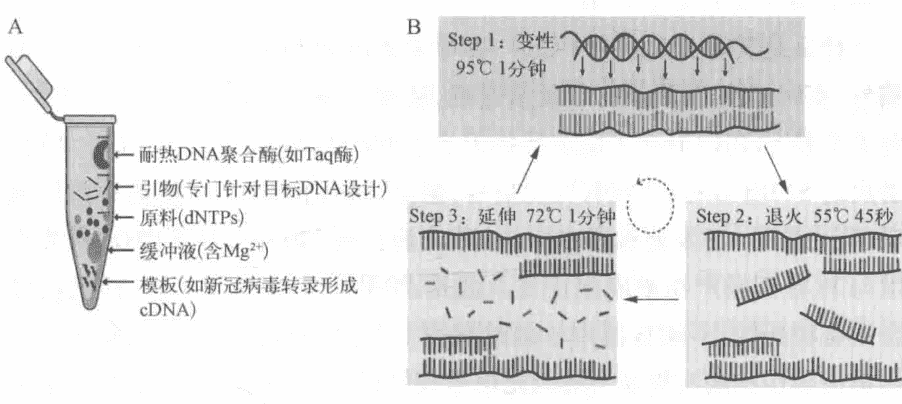 A
耐热DNA聚合酶(如Taq酶)
引物(专门针对目标DNA设计)
原料(dNTPs)
缓冲液(含Mg²⁺)
模板(如新冠病毒转录形成
cDNA)
B
Step 1：变性
95℃ 1分钟
Step 3：延伸 72℃ 1分钟
Step 2：退火 55℃ 45秒